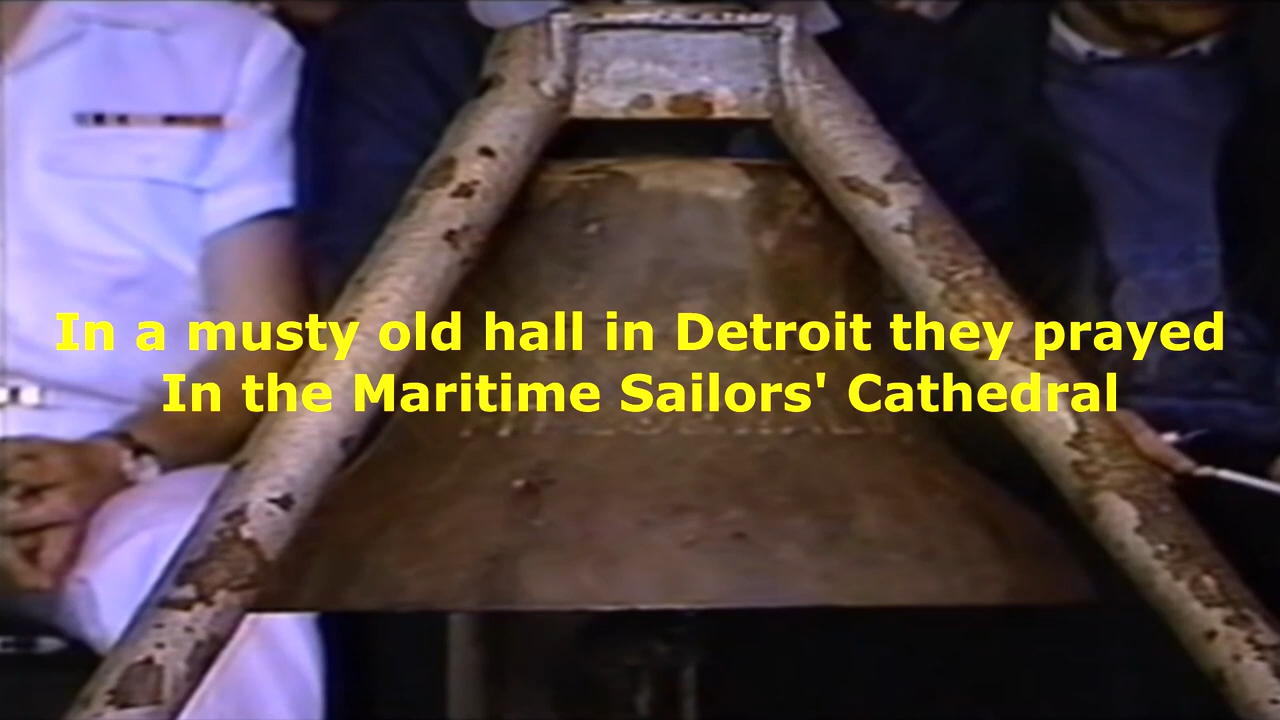 In a musty old hall in Detroit they prayed
In the Maritime Sailors' Cathedral